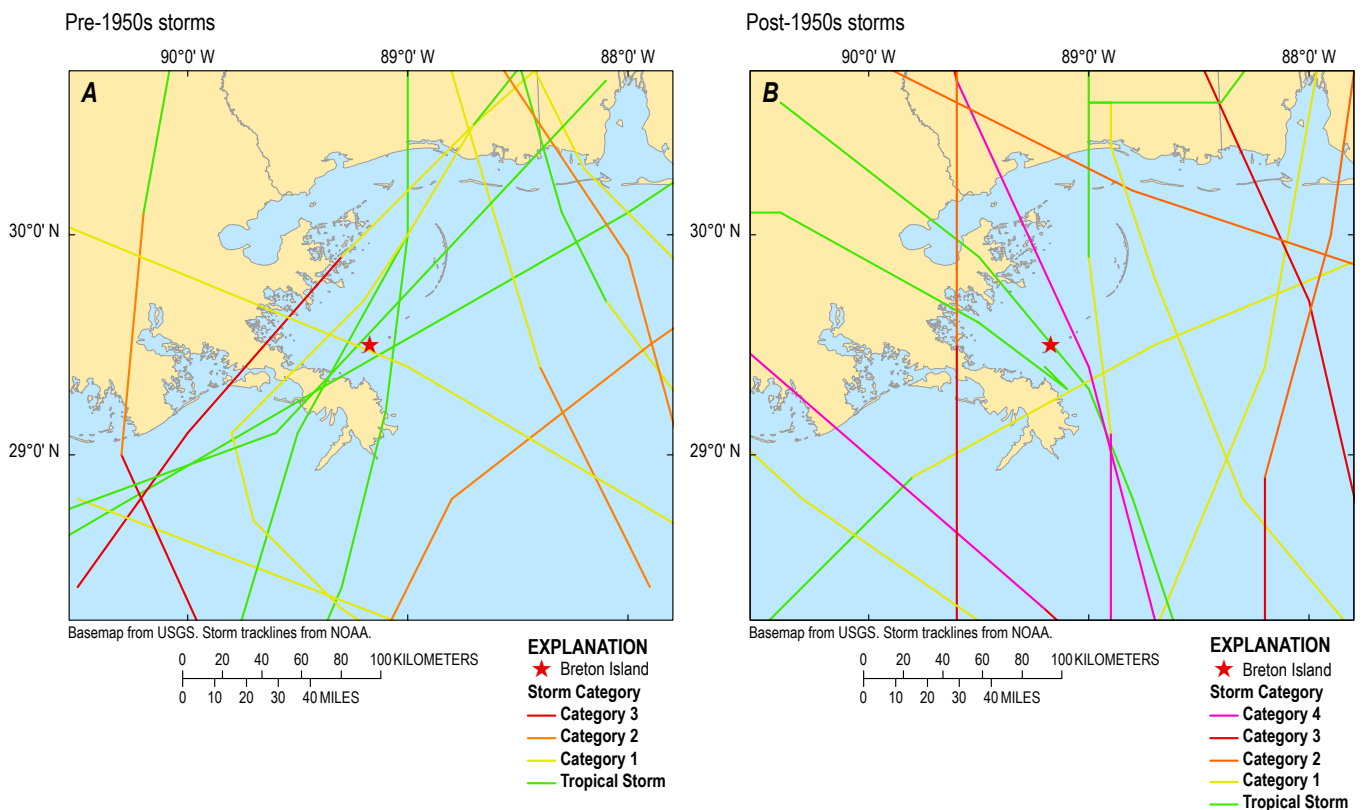 Pre-1950s storms
90°0' W 89°0' W 88°0' W
A
30°0' N
29°0' N
Basemap from USGS. Storm tracklines from NOAA.
0 20 40 60 80 100 KILOMETERS
0 10 20 30 40 MILES
EXPLANATION
Breton Island
Storm Category
Category 3
Category 2
Category 1
Tropical Storm
Post-1950s storms
90°0' W 89°0' W 88°0' W
B
30°0' N
29°0' N
Basemap from USGS. Storm tracklines from NOAA.
0 20 40 60 80 100 KILOMETERS
0 10 20 30 40 MILES
EXPLANATION
Breton Island
Storm Category
Category 4
Category 3
Category 2
Category 1
Tropical Storm